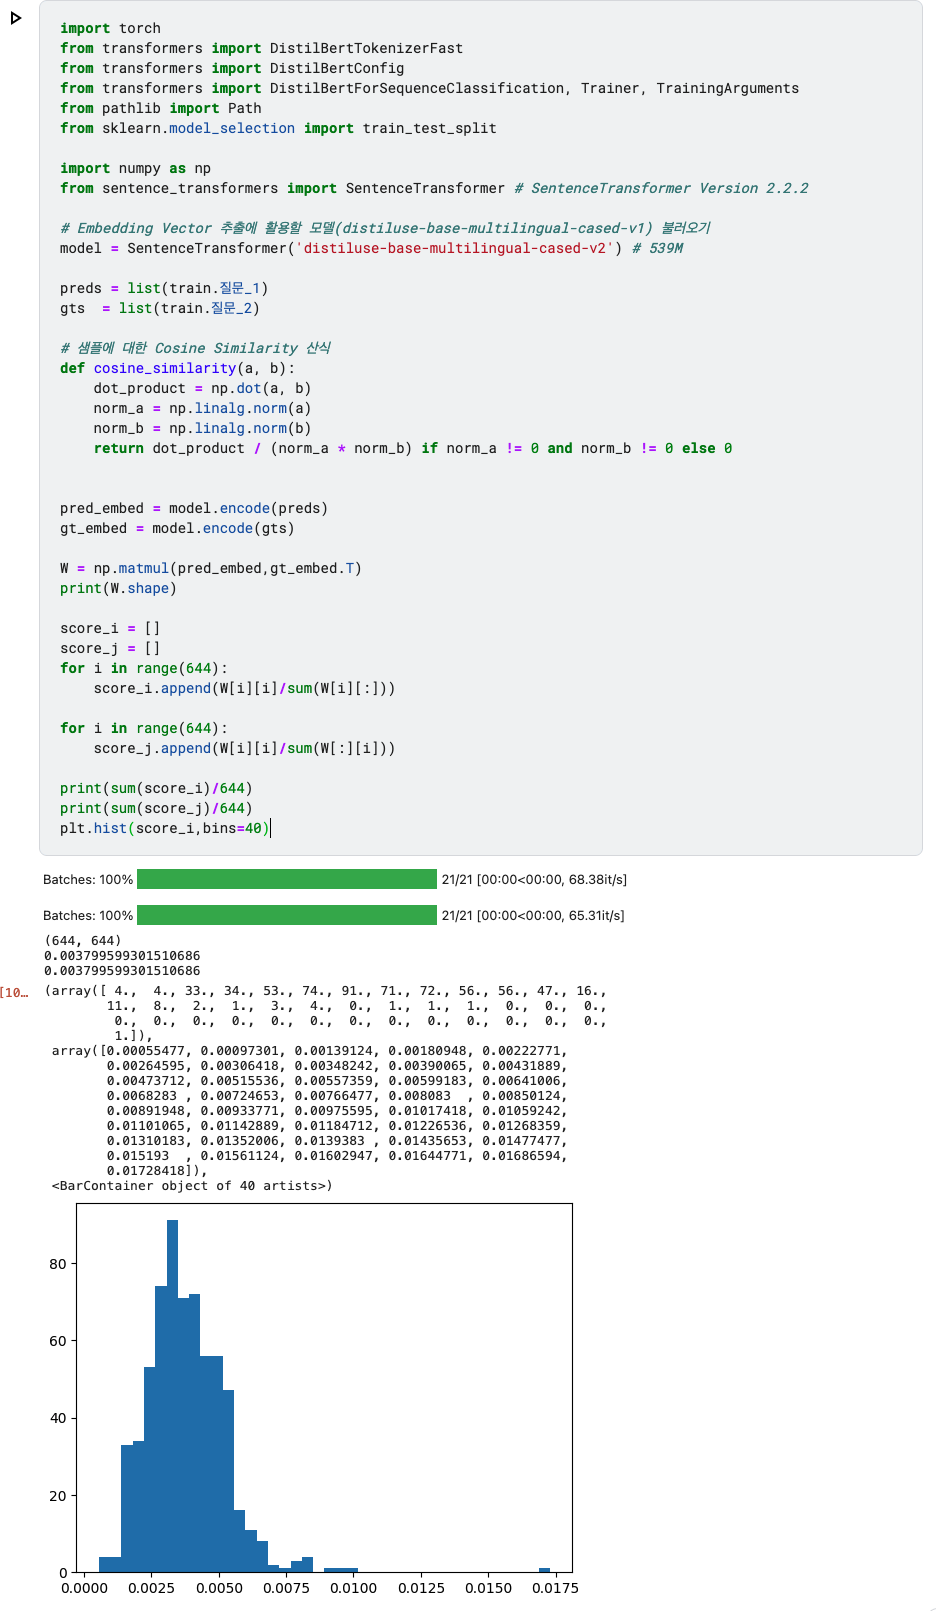 import torch
from transformers import DistilBertTokenizerFast
from transformers import DistilBertConfig
from transformers import DistilBertForSequenceClassification, Trainer, TrainingArguments
from pathlib import Path
from sklearn.model_selection import train_test_split
import numpy as np
from sentence_transformers import SentenceTransformer # SentenceTransformer Version 2.2.2
# Embedding Vector 추출에 활용할 모델(distiluse-base-multilingual-cased-v1) 불러오기
model = SentenceTransformer('distiluse-base-multilingual-cased-v2') # 539M
preds = list(train.질문_1)
gts  = list(train.질문_2)
# 샘플에 대한 Cosine Similarity 산식
def cosine_similarity(a, b):
    dot_product = np.dot(a, b)
    norm_a = np.linalg.norm(a)
    norm_b = np.linalg.norm(b)
    return dot_product / (norm_a * norm_b) if norm_a != 0 and norm_b != 0 else 0
pred_embed = model.encode(preds)
gt_embed = model.encode(gts)
W = np.matmul(pred_embed,gt_embed.T)
print(W.shape)
score_i = []
score_j = []
for i in range(644):
    score_i.append(W[i][i]/sum(W[i][:]))
for i in range(644):
    score_j.append(W[i][i]/sum(W[:][i]))
print(sum(score_i)/644)
print(sum(score_j)/644)
plt.hist(score_i,bins=40)
Batches: 100% 21/21 [00:00<00:00, 68.38it/s]
Batches: 100% 21/21 [00:00<00:00, 65.31it/s]
(644, 644)
0.003799599301510686
0.003799599301510686
[10… (array([ 4.,  4., 33., 34., 53., 74., 91., 71., 72., 56., 56., 47., 16.,
11.,  8.,  2.,  1.,  3.,  4.,  0.,  1.,  1.,  1.,  0.,  0.,  0.,
0.,  0.,  0.,  0.,  0.,  0.,  0.,  0.,  0.,  0.,  0.,  0.,  0.,
1.]),
array([0.00055477, 0.00097301, 0.00139124, 0.00180948, 0.00222771,
0.00264595, 0.00306418, 0.00348242, 0.00390065, 0.00431889,
0.00473712, 0.00515536, 0.00557359, 0.00599183, 0.00641006,
0.0068283 , 0.00724653, 0.00766477, 0.008083  , 0.00850124,
0.00891948, 0.00933771, 0.00975595, 0.01017418, 0.01059242,
0.01101065, 0.01142889, 0.01184712, 0.01226536, 0.01268359,
0.01310183, 0.01352006, 0.0139383 , 0.01435653, 0.01477477,
0.015193  , 0.01561124, 0.01602947, 0.01644771, 0.01686594,
0.01728418]),
<BarContainer object of 40 artists>)
80
60
40
20
0
0.0000 0.0025 0.0050 0.0075 0.0100 0.0125 0.0150 0.0175